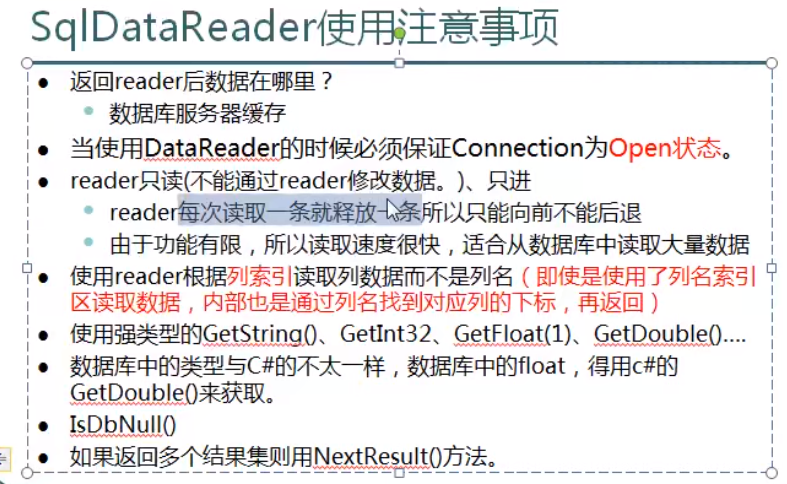 SqlDataReader使用注意事项
返回reader后数据在哪里？
数据库服务器缓存
当使用DataReader的时候必须保证Connection为Open状态。
reader只读(不能通过reader修改数据。)、只进
reader每次读取一条就释放一条所以只能向前不能后退
由于功能有限，所以读取速度很快，适合从数据库中读取大量数据
使用reader根据列索引读取列数据而不是列名（即使是使用了列名索引
区读取数据，内部也是通过列名找到对应列的下标，再返回）
使用强类型的GetString()、GetInt32、GetFloat(1)、GetDouble()....
数据库中的类型与C#的不太一样，数据库中的float，得用c#的
GetDouble()来获取。
IsDbNull()
如果返回多个结果集则用NextResult()方法。